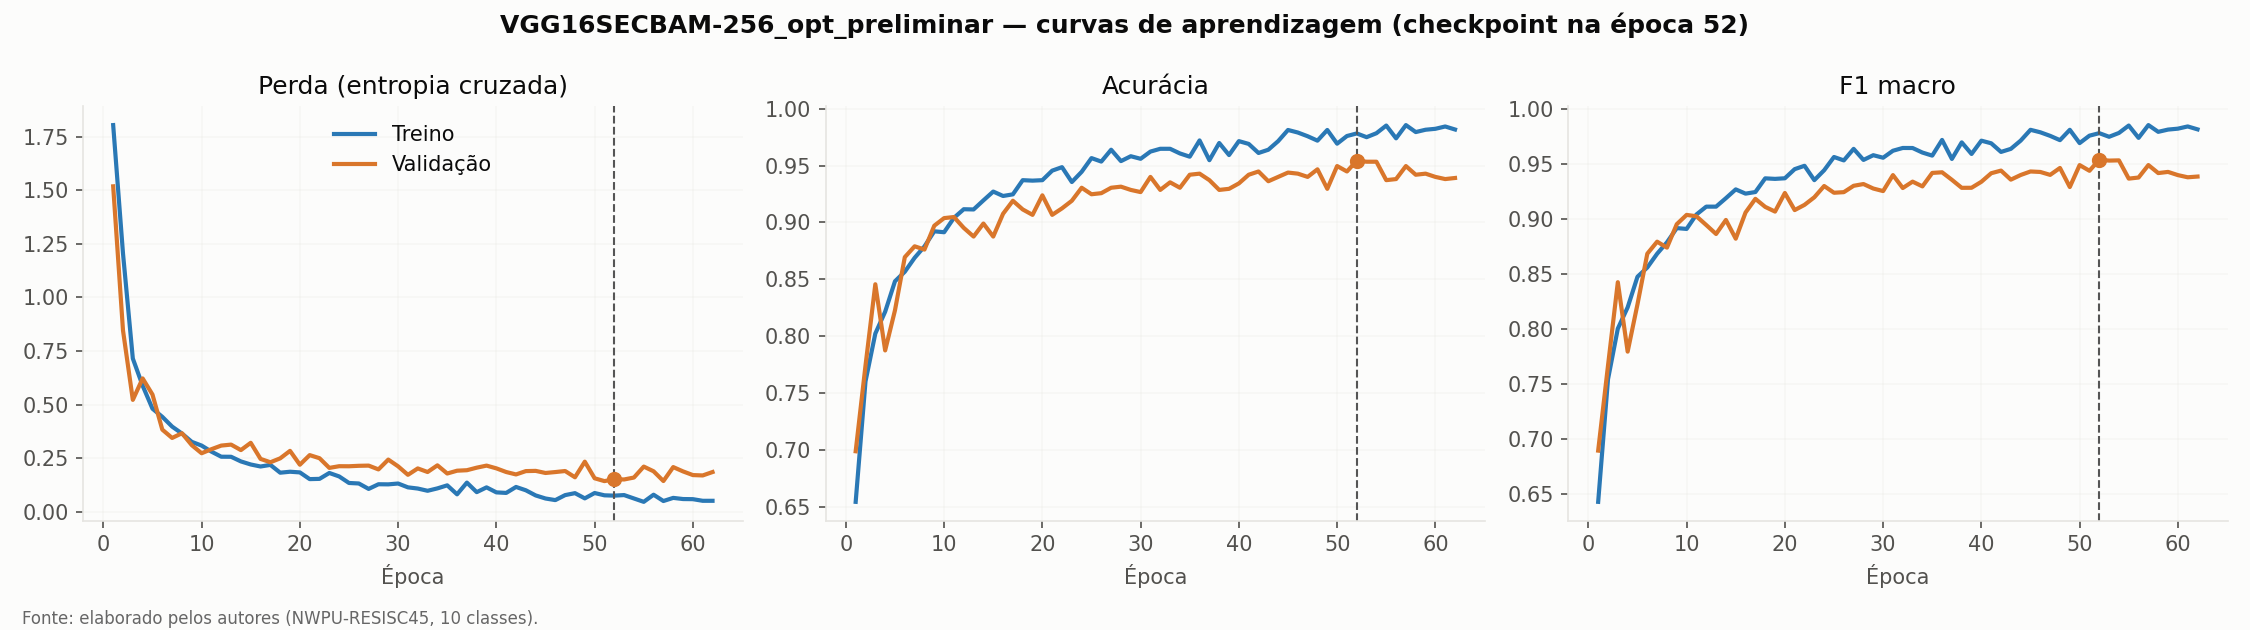 VGG16SECBAM-256_opt_preliminar — curvas de aprendizagem (checkpoint na época 52)
Perda (entropia cruzada)
Treino
Validação
1.75
1.50
1.25
1.00
0.75
0.50
0.25
0.00
0 10 20 30 40 50 60
Época
Acurácia
1.00
0.95
0.90
0.85
0.80
0.75
0.70
0.65
0 10 20 30 40 50 60
Época
F1 macro
1.00
0.95
0.90
0.85
0.80
0.75
0.70
0.65
0 10 20 30 40 50 60
Época
Fonte: elaborado pelos autores (NWPU-RESISC45, 10 classes).